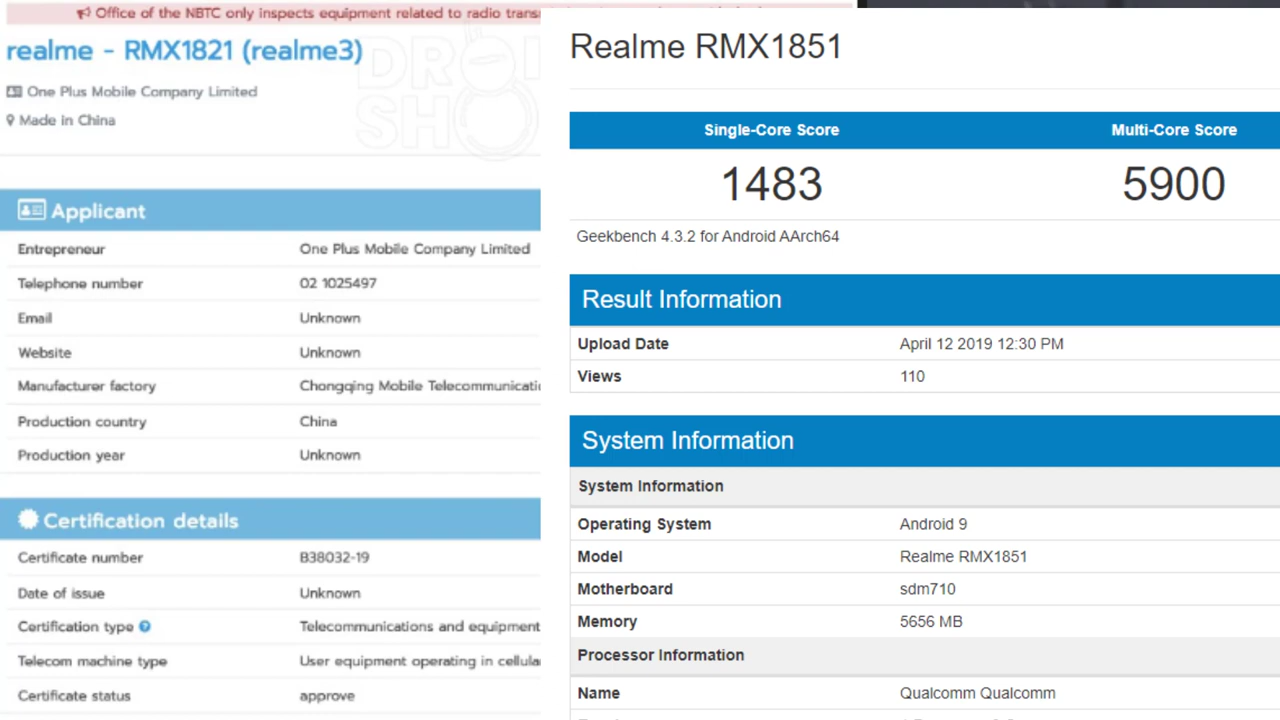 Office of the NBTC only inspects equipment related to radio trans
realme - RMX1821 (realme3)
One Plus Mobile Company Limited
Made in China
DRO
SHO
Applicant
Entrepreneur One Plus Mobile Company Limited
Telephone number 02 1025497
Email Unknown
Website Unknown
Manufacturer factory Chongqing Mobile Telecommunicatio
Production country China
Production year Unknown
Certification details
Certificate number B38032-19
Date of issue Unknown
Certification type Telecommunications and equipment
Telecom machine type User equipment operating in cellula
Certificate status approve
Realme RMX1851
Single-Core Score Multi-Core Score
1483 5900
Geekbench 4.3.2 for Android AArch64
Result Information
Upload Date April 12 2019 12:30 PM
Views 110
System Information
System Information
Operating System Android 9
Model Realme RMX1851
Motherboard sdm710
Memory 5656 MB
Processor Information
Name Qualcomm Qualcomm